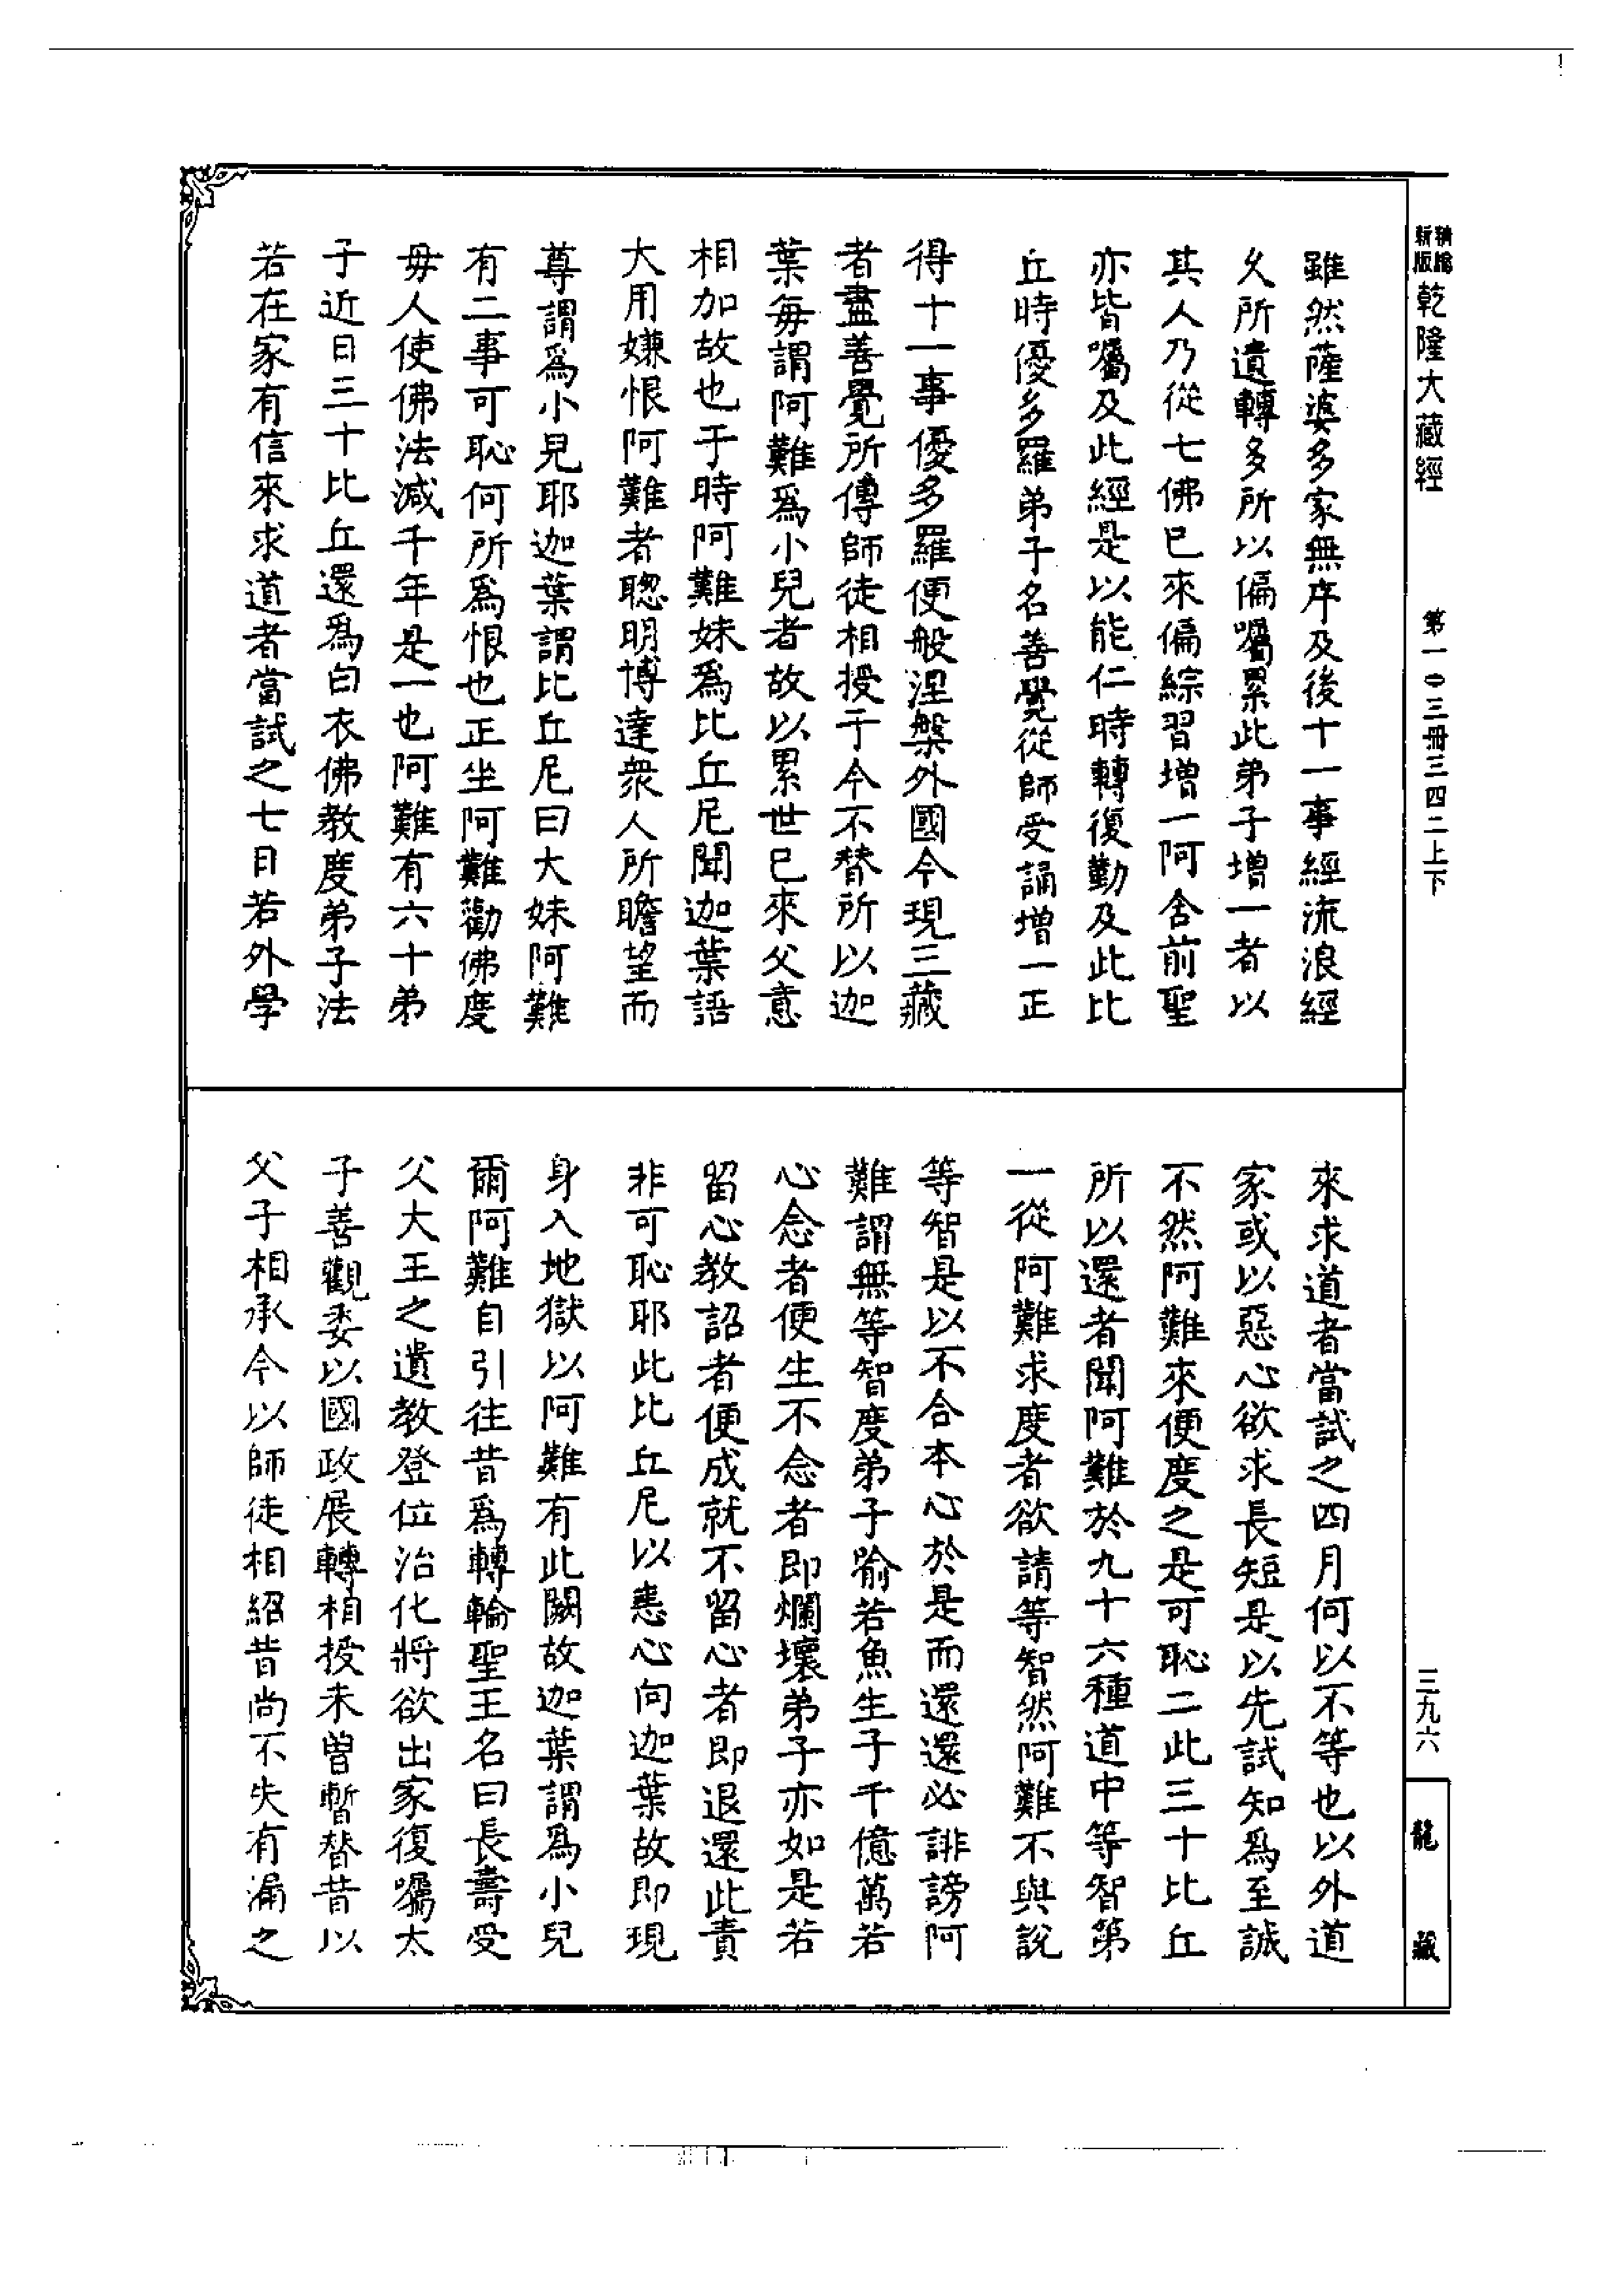 精縮新版乾隆大藏經
第一〇三冊三四二上下
三九六
龍藏
雖然薩婆多家無序及後十一事經流浪經
久所遺轉多所以偏囑累此弟子增一者以
其人乃從七佛已來偏綜習增一阿含前聖
亦皆囑及此經是以能仁時轉復勤及此比
丘時優多羅弟子名善覺從師受誦增一正
得十一事優多羅便般涅槃外國今現三藏
者盡善覺所傳師徒相授于今不替所以迦
葉每謂阿難為小兒者故以累世已來父意
相加故也于時阿難妹為比丘尼聞迦葉語
大用嫌恨阿難者聰明博達眾人所瞻望而
尊謂為小兒耶迦葉謂比丘尼曰大妹阿難
有二事可恥何所為恨也正坐阿難勸佛度
毋人使佛法減千年是一也阿難有六十弟
子近日三十比丘還為白衣佛教度弟子法
若在家有信來求道者當試之七日若外學
來求道者當試之四月何以不等也以外道
家或以惡心欲求長短是以先試知為至誠
不然阿難來便度之是可恥二此三十比丘
所以還者聞阿難於九十六種道中等智第
一從阿難求度者欲請等智然阿難不與說
等智是以不合本心於是而還還必誹謗阿
難謂無等智度弟子喻若魚生子千億萬若
心念者便生不念者即爛壞弟子亦如是若
留心教詔者便成就不留心者即退還此責
非可恥耶此比丘尼以恚心向迦葉故即現
身入地獄以阿難有此闕故迦葉謂為小兒
爾阿難自引往昔為轉輪聖王名曰長壽受
父大王之遺教登位治化將欲出家復囑太
子善觀委以國政展轉相授未曾暫替昔以
父子相承今以師徒相紹昔尚不失有漏之